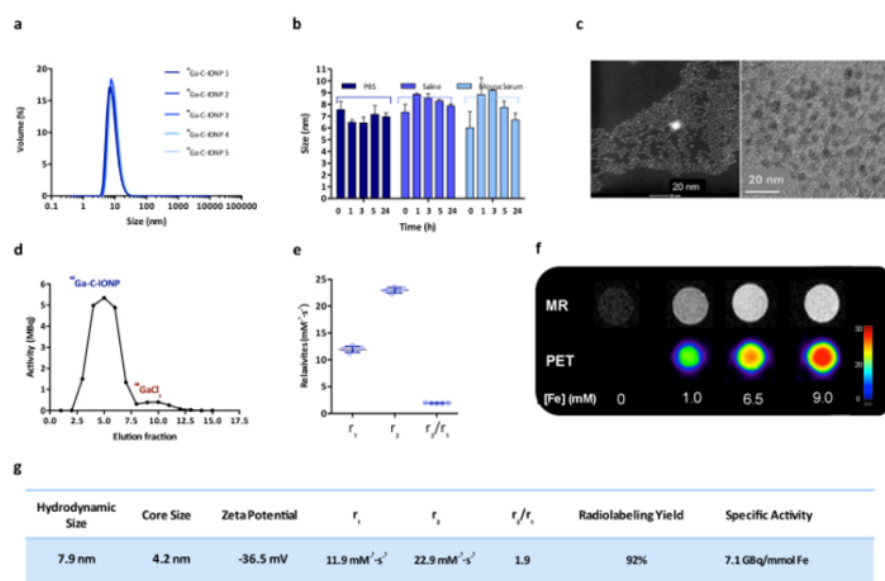 a
Volume (%)
20
15
10
5
0
0.1 1 10 100 1000 10000 100000
Size (nm)
⁶⁸Ga-C-IONP 1
⁶⁸Ga-C-IONP 2
⁶⁸Ga-C-IONP 3
⁶⁸Ga-C-IONP 4
⁶⁸Ga-C-IONP 5
b
Size (nm)
11
10
9
8
7
6
5
4
3
2
1
0
PBS Saline Mouse Serum
0 1 3 5 24 0 1 3 5 24 0 1 3 5 24
Time (h)
c
20 nm
20 nm
d
Activity (MBq)
6
5
4
3
2
1
0
⁶⁸Ga-C-IONP
⁶⁸GaCl₃
0.0 2.5 5.0 7.5 10.0 12.5 15.0 17.5
Elution fraction
e
Relaxivites (mM⁻¹·s⁻¹)
25
20
15
10
5
0
r₁ r₂ r₂/r₁
f
MR
PET
30
20
10
0
[Fe] (mM) 0 1.0 6.5 9.0
g
Hydrodynamic Size Core Size Zeta Potential r₁ r₂ r₂/r₁ Radiolabeling Yield Specific Activity
7.9 nm 4.2 nm -36.5 mV 11.9 mM⁻¹·s⁻¹ 22.9 mM⁻¹·s⁻¹ 1.9 92% 7.1 GBq/mmol Fe